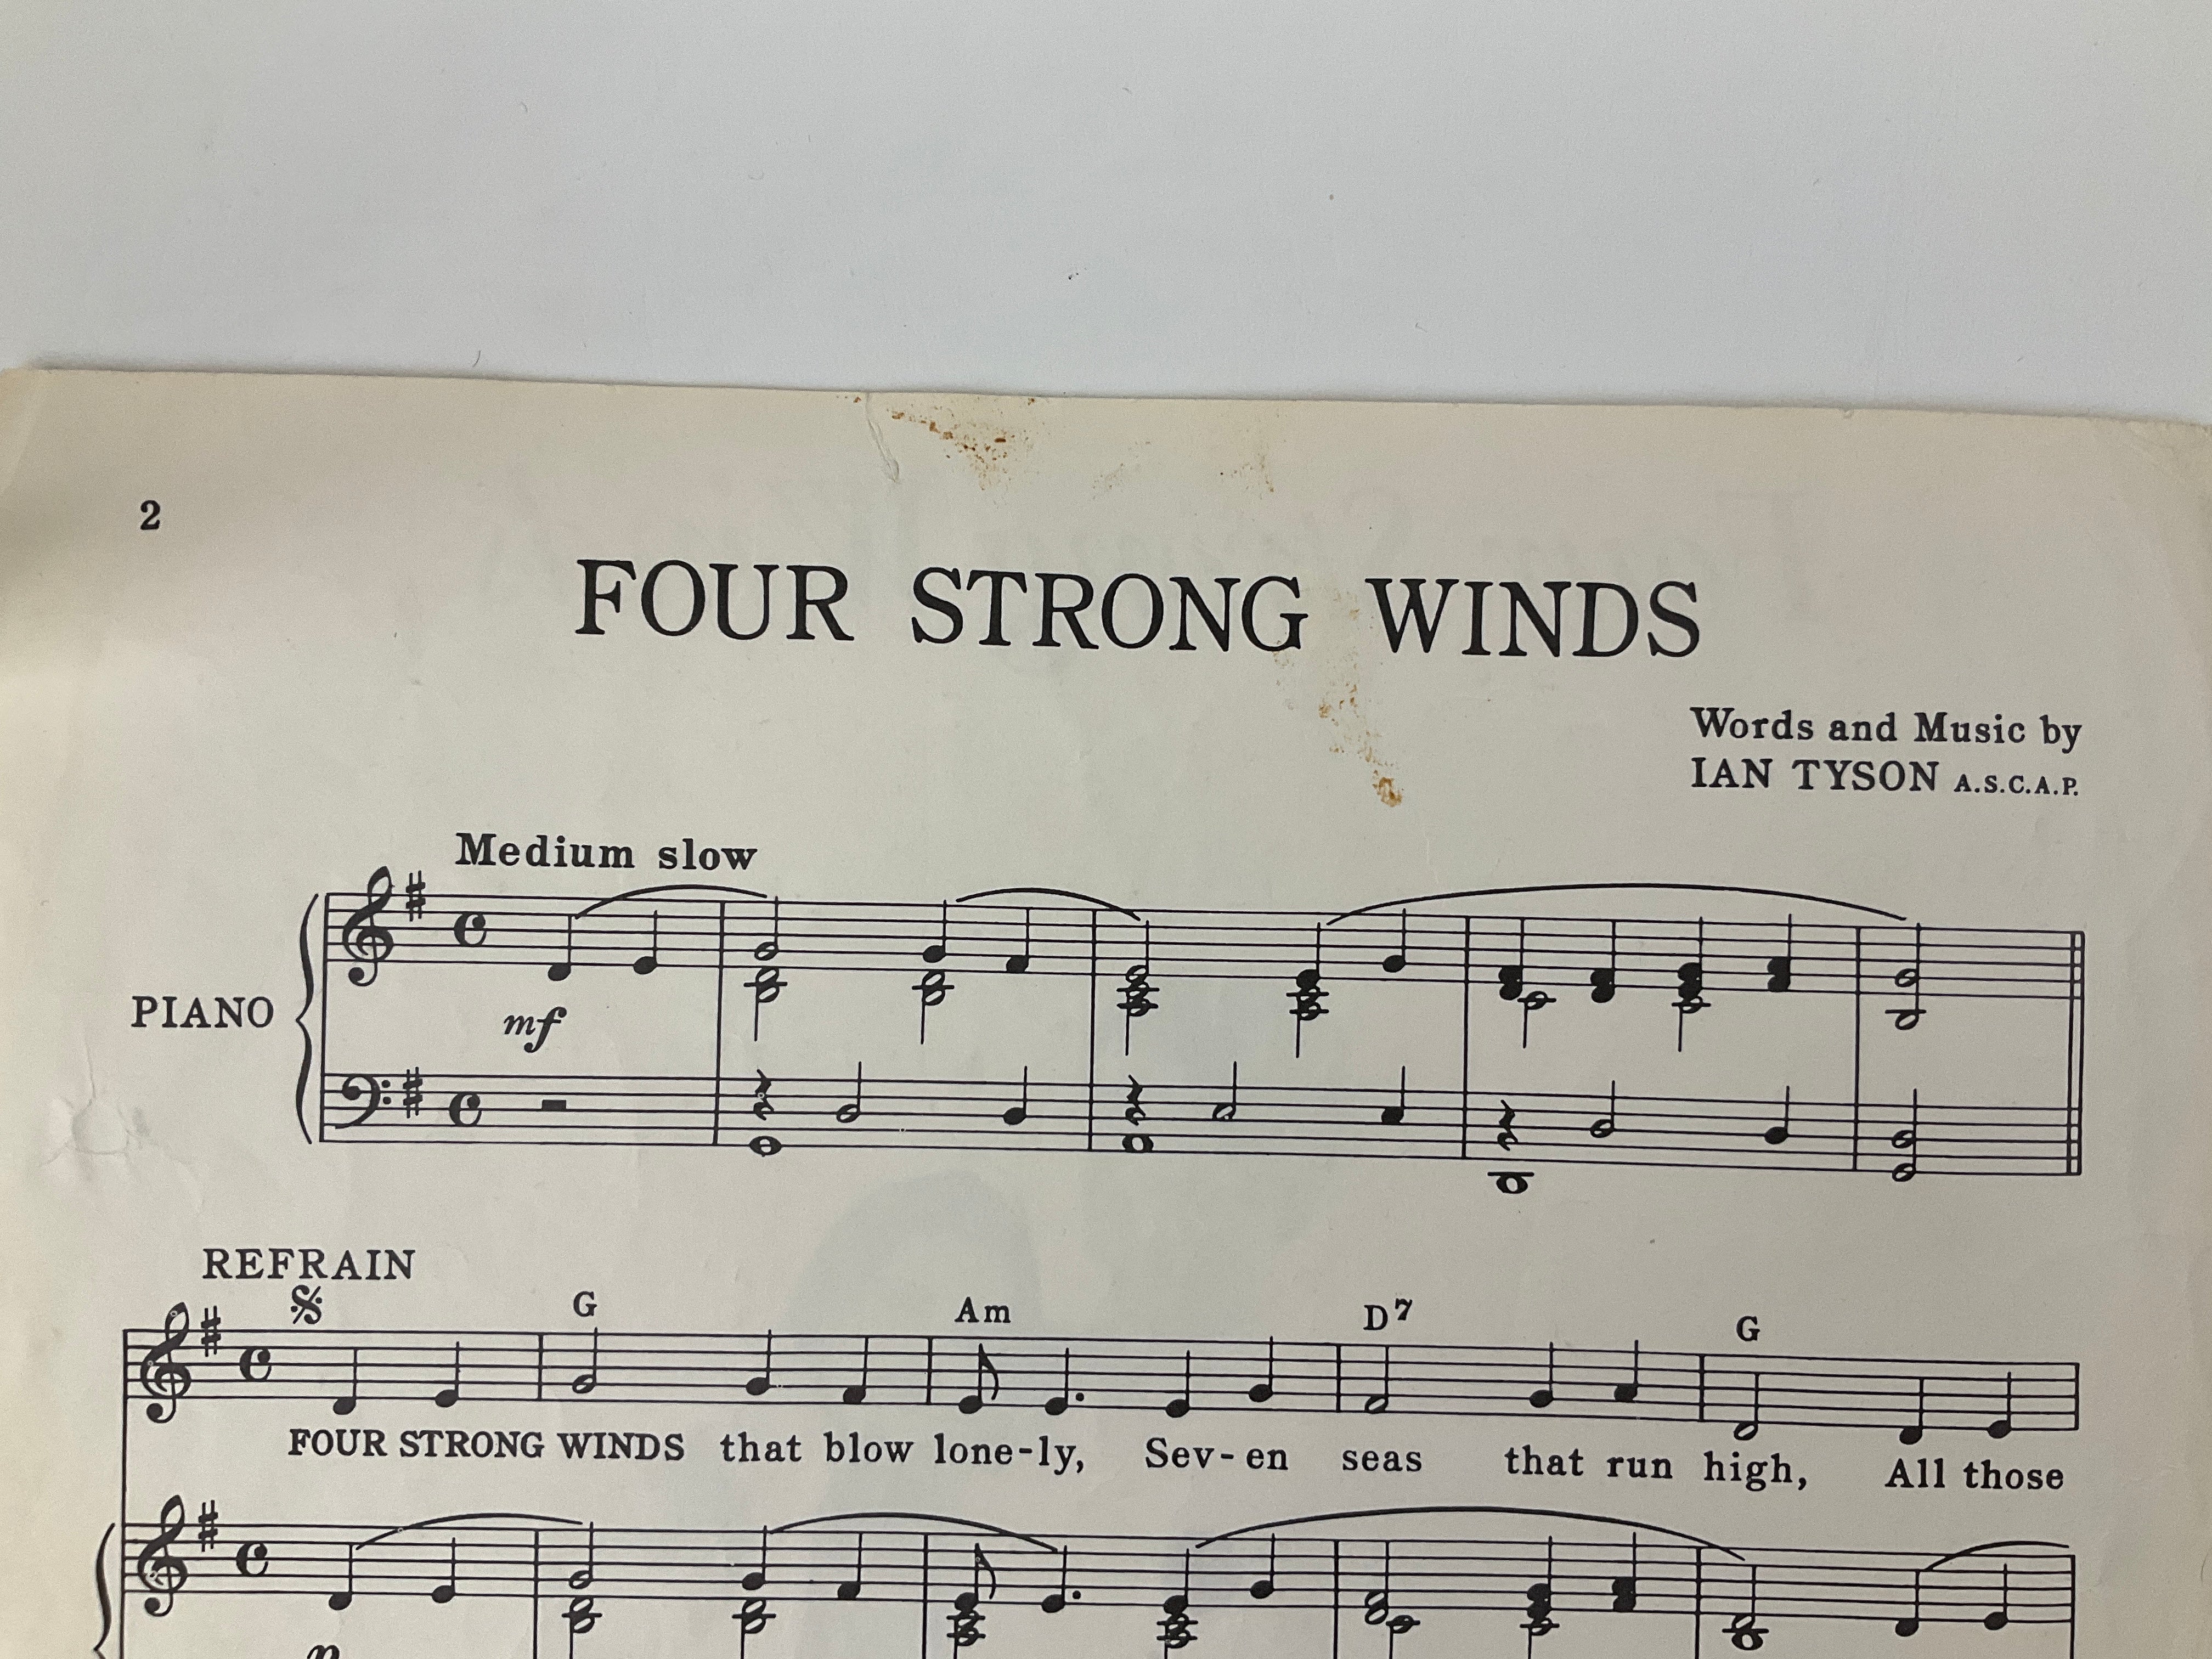 2
FOUR STRONG WINDS
Words and Music by
IAN TYSON A.S.C.A.P.
Medium slow
PIANO
mf
REFRAIN
G Am D7 G
FOUR STRONG WINDS that blow lone-ly, Sev-en seas that run high, All those
p